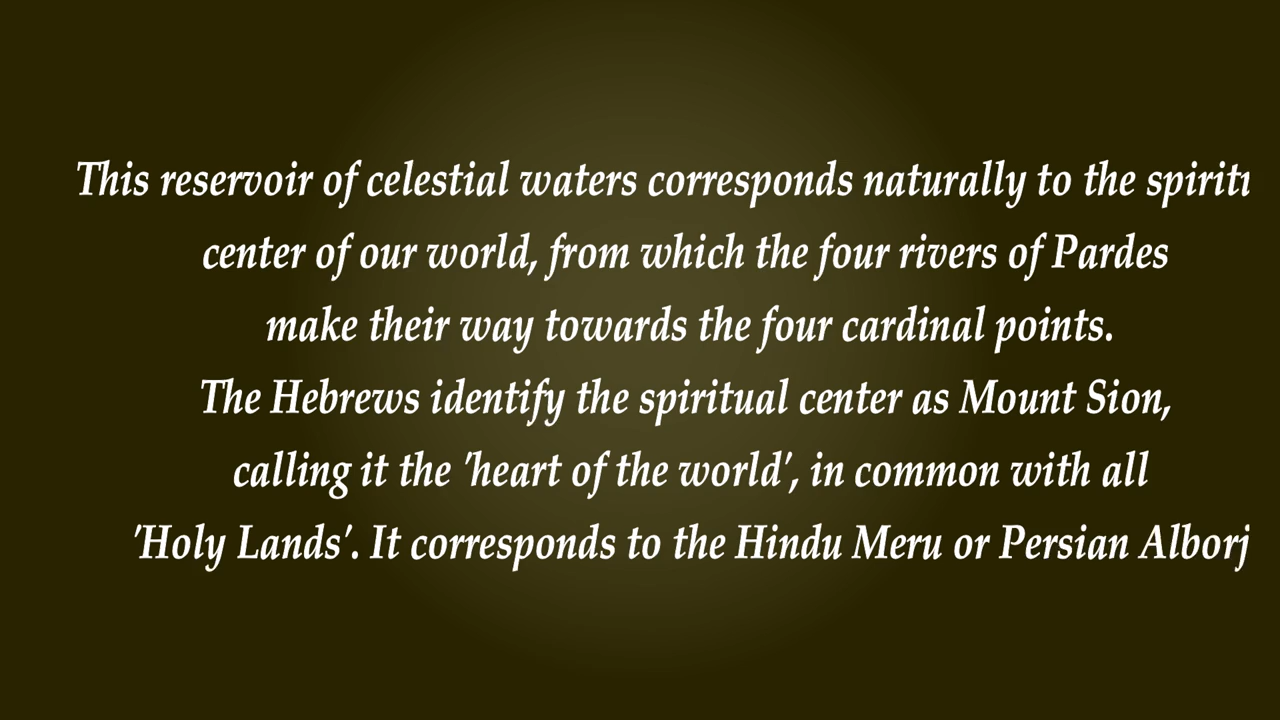 This reservoir of celestial waters corresponds naturally to the
center of our world, from which the four rivers of Pardes
make their way towards the four cardinal points.
The Hebrews identify the spiritual center as Mount Sion,
calling it the 'heart of the world', in common with all
'Holy Lands'. It corresponds to the Hindu Meru or Persian Alborj